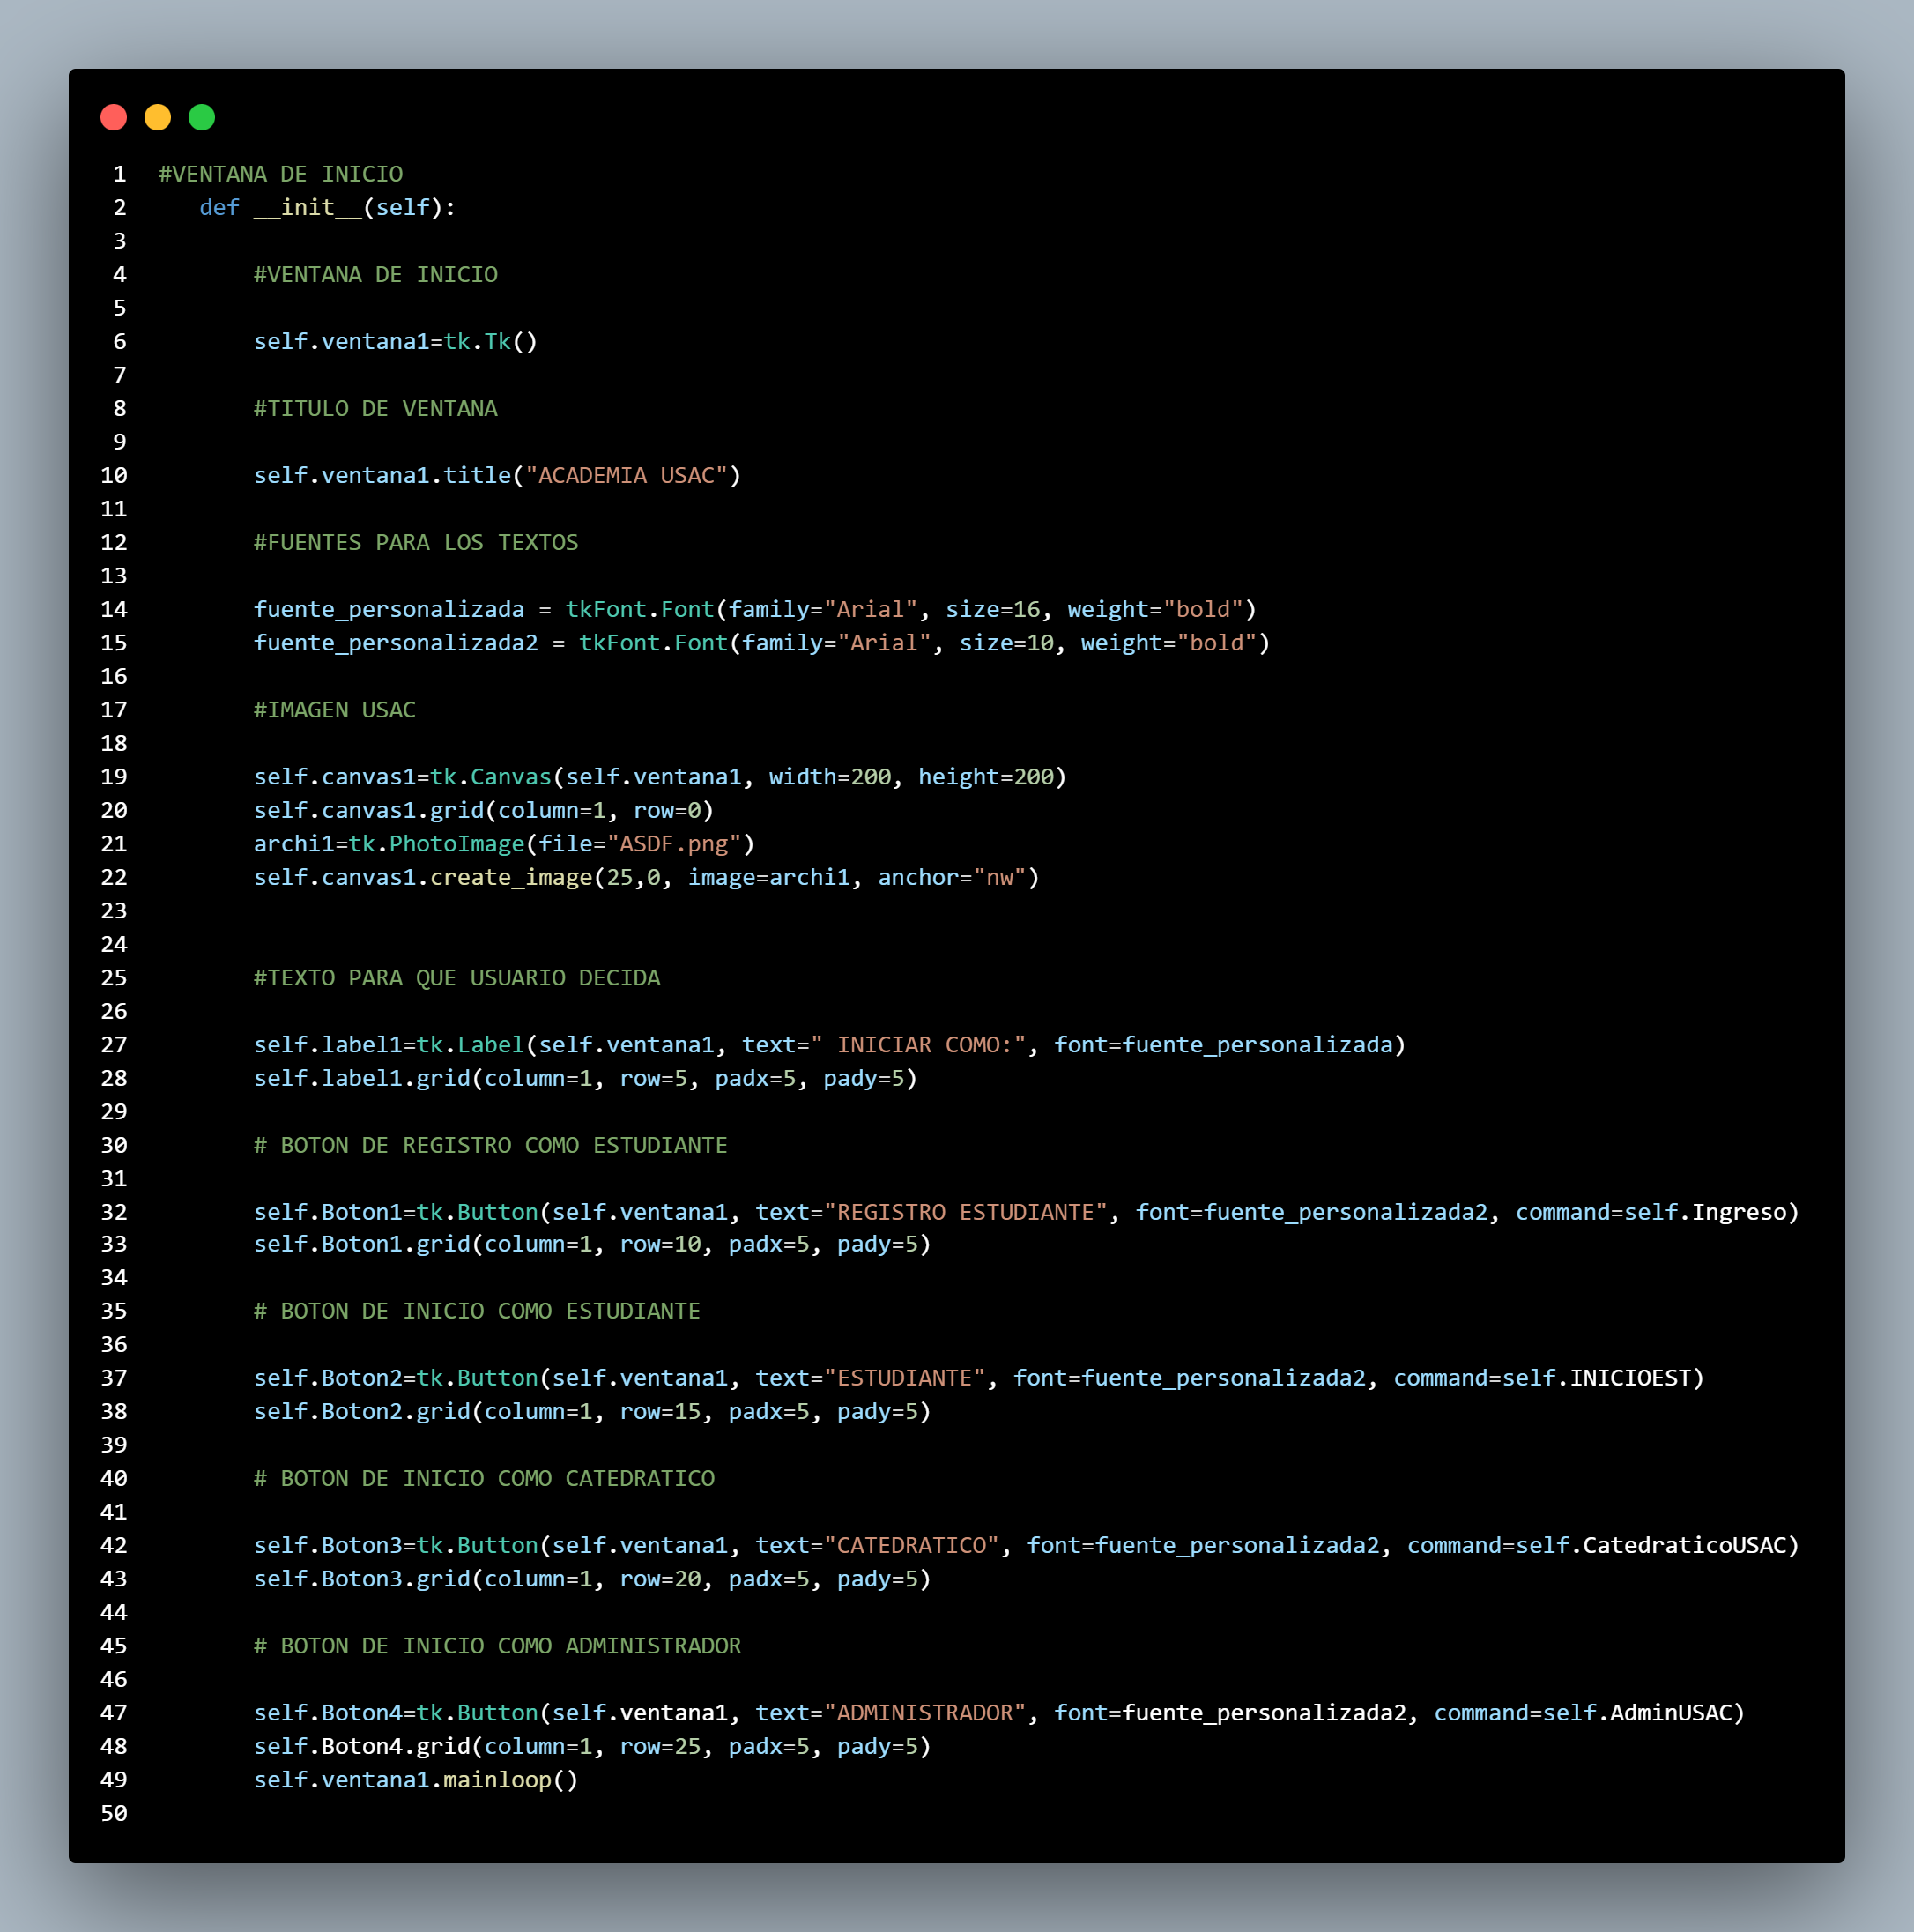 1 #VENTANA DE INICIO
2    def __init__(self):
3
4        #VENTANA DE INICIO
5
6        self.ventana1=tk.Tk()
7
8        #TITULO DE VENTANA
9
10        self.ventana1.title("ACADEMIA USAC")
11
12        #FUENTES PARA LOS TEXTOS
13
14        fuente_personalizada = tkFont.Font(family="Arial", size=16, weight="bold")
15        fuente_personalizada2 = tkFont.Font(family="Arial", size=10, weight="bold")
16
17        #IMAGEN USAC
18
19        self.canvas1=tk.Canvas(self.ventana1, width=200, height=200)
20        self.canvas1.grid(column=1, row=0)
21        archi1=tk.PhotoImage(file="ASDF.png")
22        self.canvas1.create_image(25,0, image=archi1, anchor="nw")
23
24
25        #TEXTO PARA QUE USUARIO DECIDA
26
27        self.label1=tk.Label(self.ventana1, text=" INICIAR COMO:", font=fuente_personalizada)
28        self.label1.grid(column=1, row=5, padx=5, pady=5)
29
30        # BOTON DE REGISTRO COMO ESTUDIANTE
31
32        self.Boton1=tk.Button(self.ventana1, text="REGISTRO ESTUDIANTE", font=fuente_personalizada2, command=self.Ingreso)
33        self.Boton1.grid(column=1, row=10, padx=5, pady=5)
34
35        # BOTON DE INICIO COMO ESTUDIANTE
36
37        self.Boton2=tk.Button(self.ventana1, text="ESTUDIANTE", font=fuente_personalizada2, command=self.INICIOEST)
38        self.Boton2.grid(column=1, row=15, padx=5, pady=5)
39
40        # BOTON DE INICIO COMO CATEDRATICO
41
42        self.Boton3=tk.Button(self.ventana1, text="CATEDRATICO", font=fuente_personalizada2, command=self.CatedraticoUSAC)
43        self.Boton3.grid(column=1, row=20, padx=5, pady=5)
44
45        # BOTON DE INICIO COMO ADMINISTRADOR
46
47        self.Boton4=tk.Button(self.ventana1, text="ADMINISTRADOR", font=fuente_personalizada2, command=self.AdminUSAC)
48        self.Boton4.grid(column=1, row=25, padx=5, pady=5)
49        self.ventana1.mainloop()
50